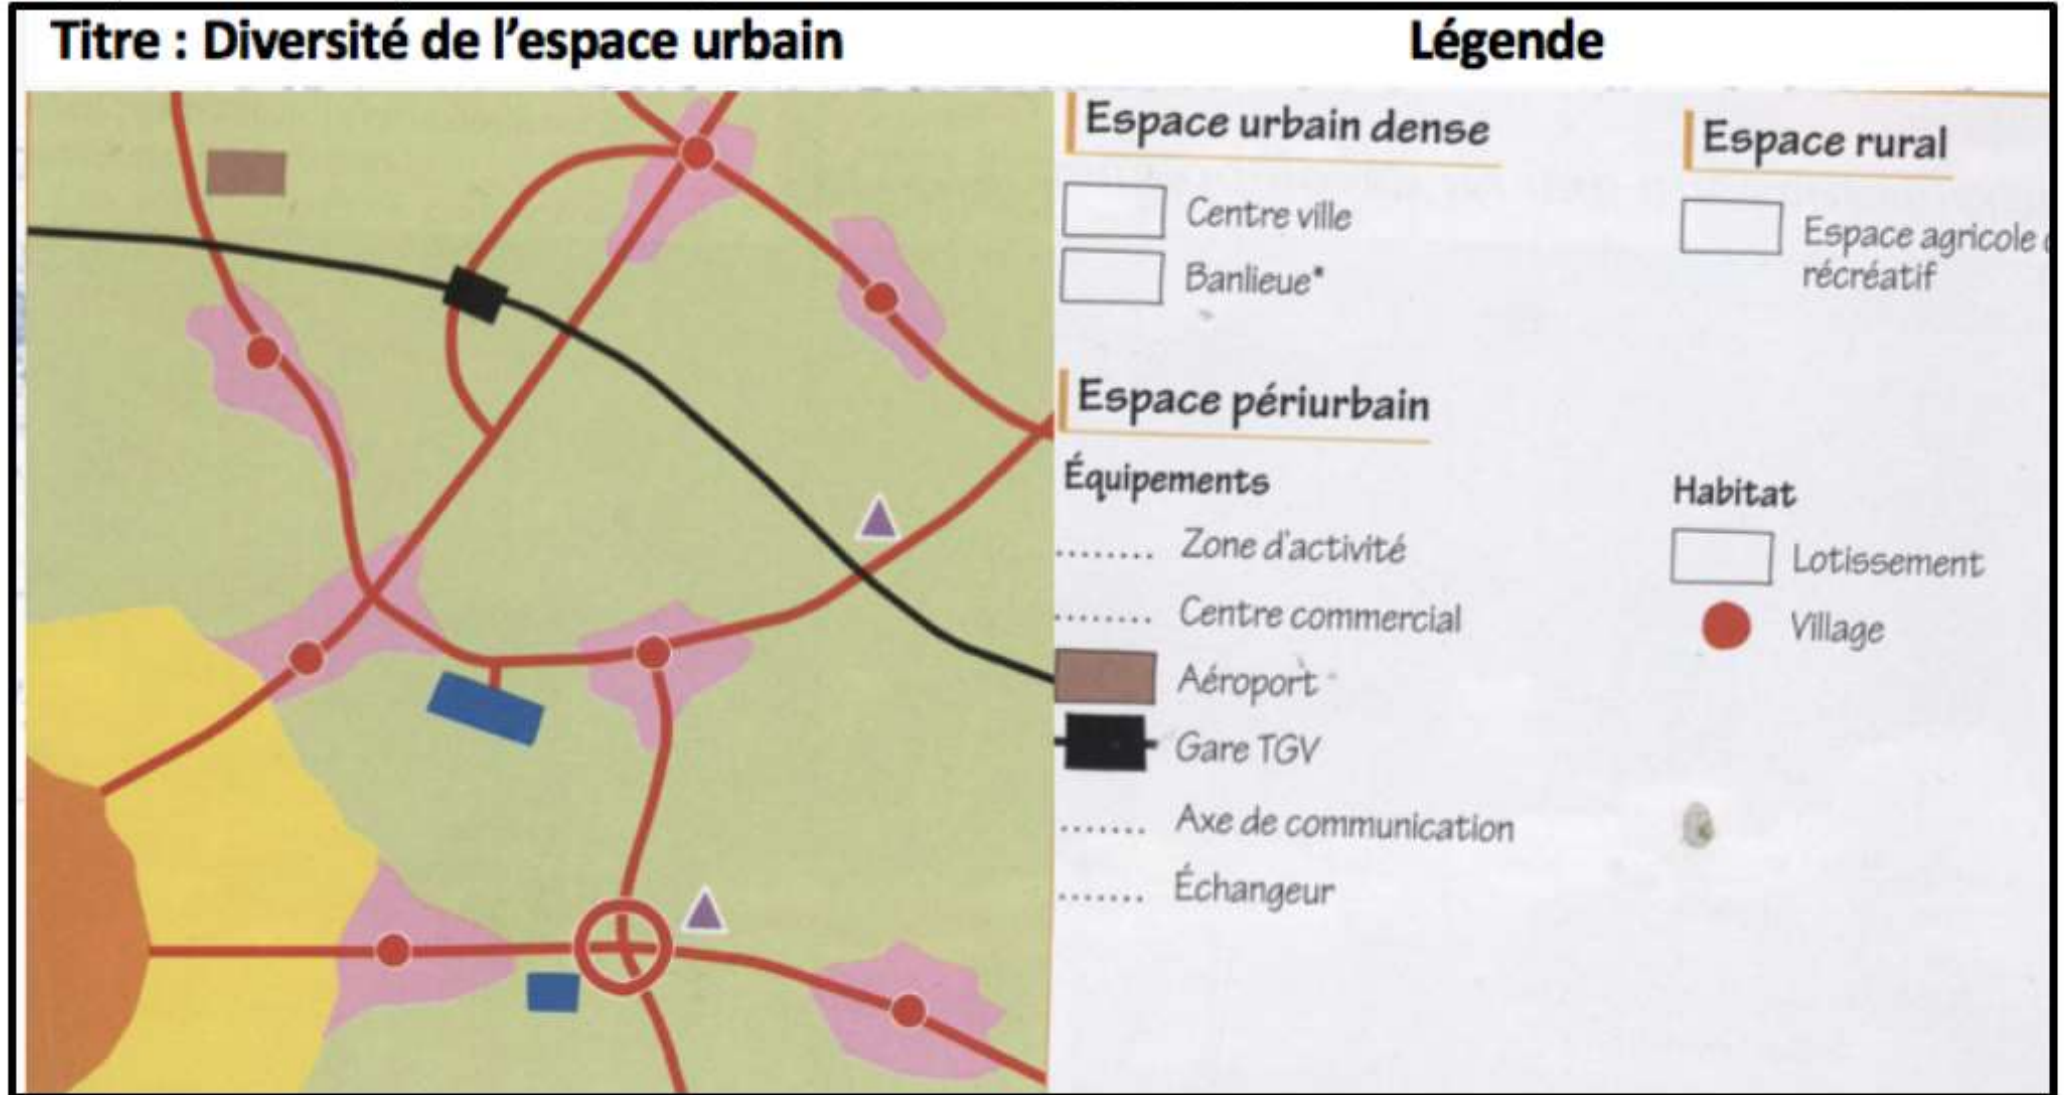 Titre : Diversité de l'espace urbain
Légende
Espace urbain dense
Centre ville
Banlieue*
Espace rural
Espace agricole
récréatif
Espace périurbain
Équipements
........ Zone d'activité
........ Centre commercial
Aéroport
Gare TGV
....... Axe de communication
....... Échangeur
Habitat
Lotissement
Village